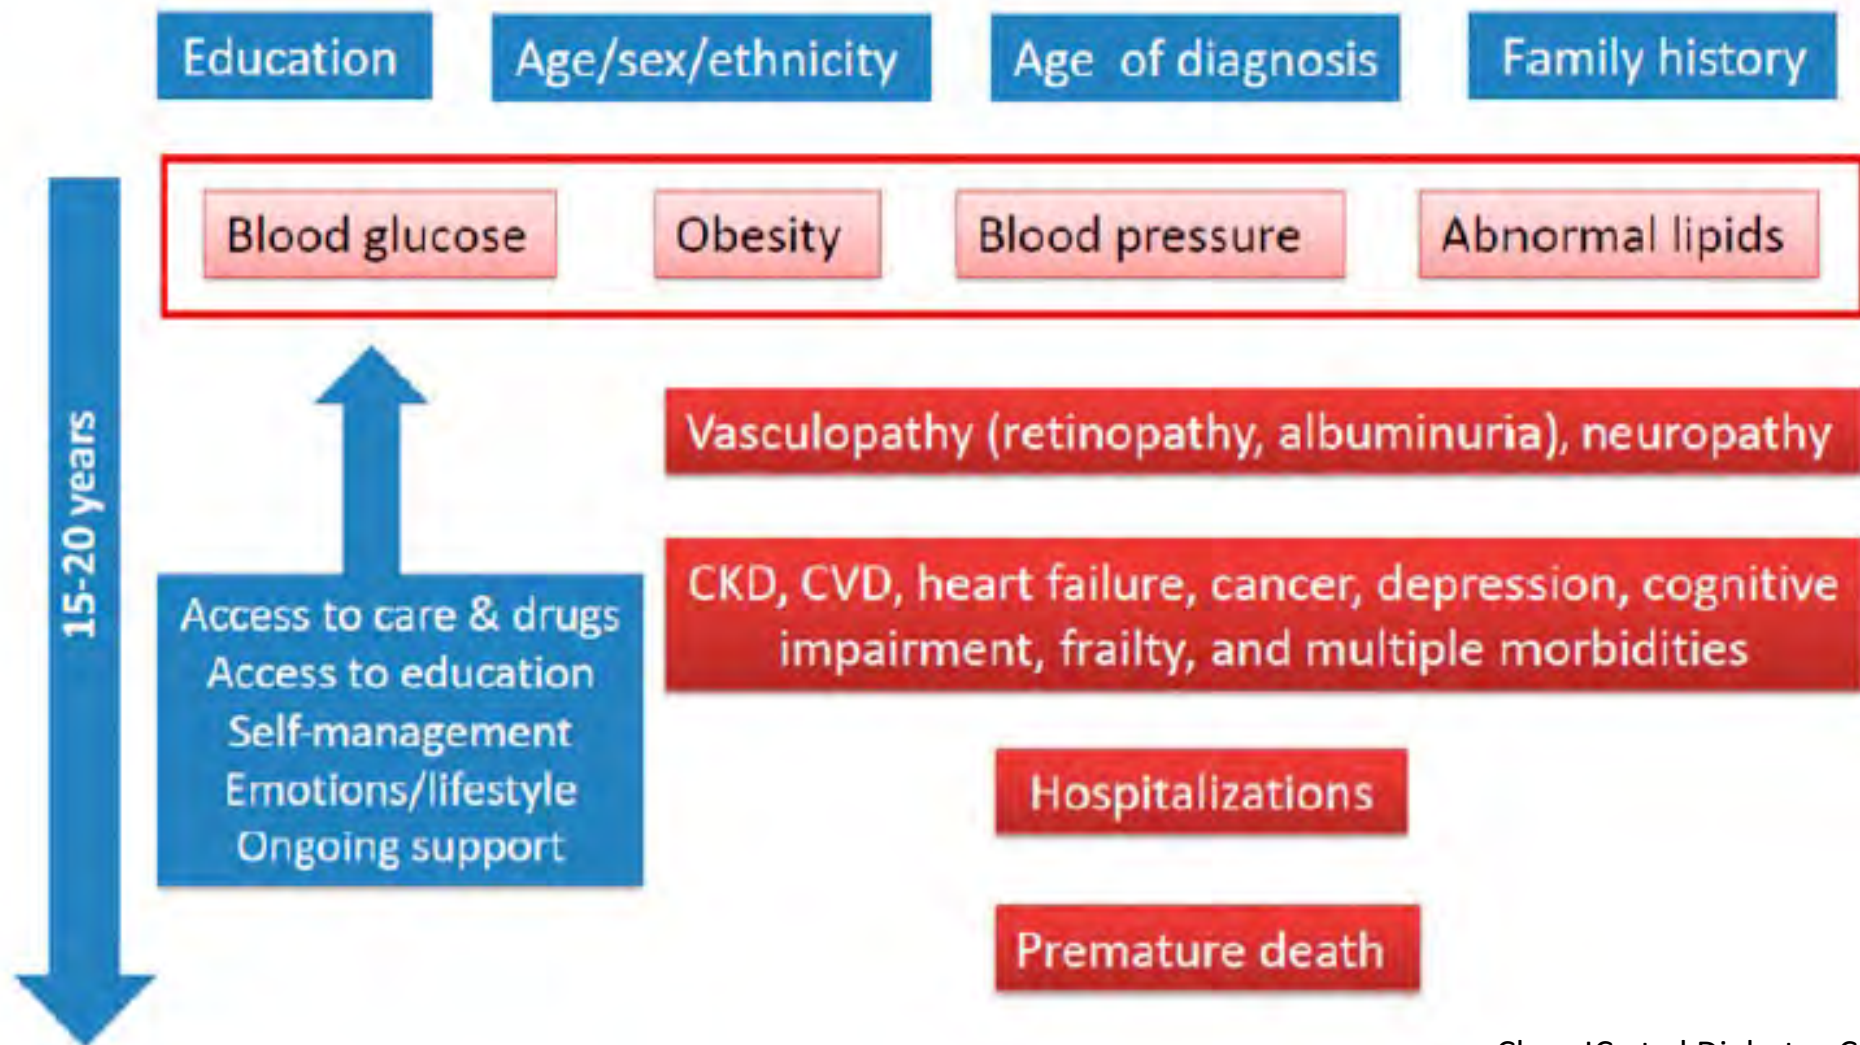 Education
Age/sex/ethnicity
Age of diagnosis
Family history
Blood glucose
Obesity
Blood pressure
Abnormal lipids
15-20 years
Vasculopathy (retinopathy, albuminuria), neuropathy
CKD, CVD, heart failure, cancer, depression, cognitive
impairment, frailty, and multiple morbidities
Access to care & drugs
Access to education
Self-management
Emotions/lifestyle
Ongoing support
Hospitalizations
Premature death